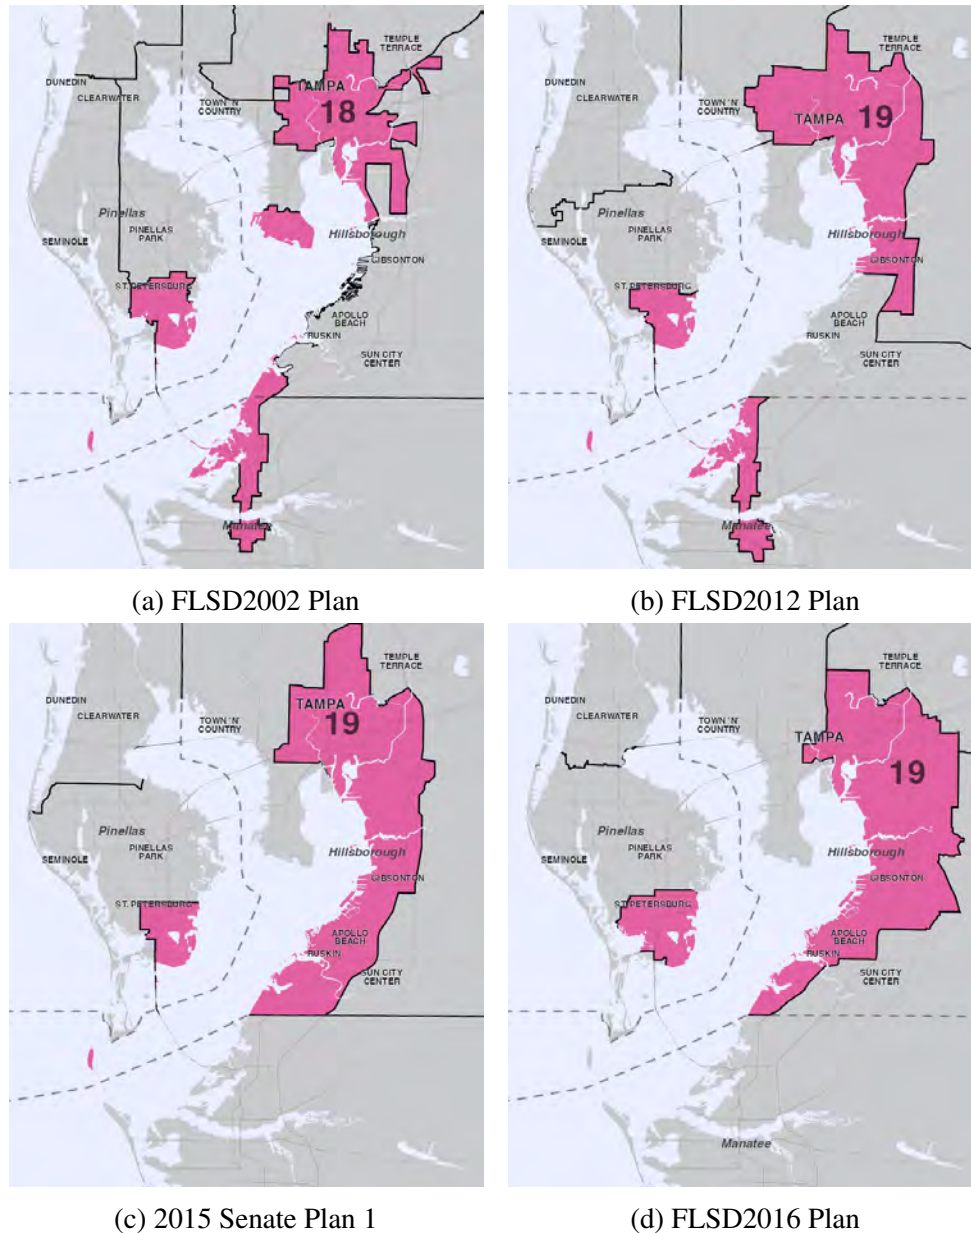 TEMPLE
TERRACE
DUNEDIN
CLEARWATER
TOWN 'N'
COUNTRY
TAMPA
18
Pinellas
PINELLAS
PARK
SEMINOLE
Hillsborough
GIBSONTON
ST. PETERSBURG
APOLLO
BEACH
RUSKIN
SUN CITY
CENTER
Manatee
(a) FLSD2002 Plan
TEMPLE
TERRACE
DUNEDIN
CLEARWATER
TOWN 'N'
COUNTRY
TAMPA
19
Pinellas
PINELLAS
PARK
SEMINOLE
Hillsborough
GIBSONTON
ST. PETERSBURG
APOLLO
BEACH
RUSKIN
SUN CITY
CENTER
Manatee
(b) FLSD2012 Plan
TEMPLE
TERRACE
DUNEDIN
CLEARWATER
TAMPA
19
TOWN 'N'
COUNTRY
Pinellas
PINELLAS
PARK
SEMINOLE
Hillsborough
GIBSONTON
ST. PETERSBURG
APOLLO
BEACH
RUSKIN
SUN CITY
CENTER
(c) 2015 Senate Plan 1
TEMPLE
TERRACE
DUNEDIN
CLEARWATER
TOWN 'N'
COUNTRY
TAMPA
19
Pinellas
PINELLAS
PARK
SEMINOLE
Hillsborough
GIBSONTON
ST. PETERSBURG
APOLLO
BEACH
RUSKIN
SUN CITY
CENTER
Manatee
(d) FLSD2016 Plan